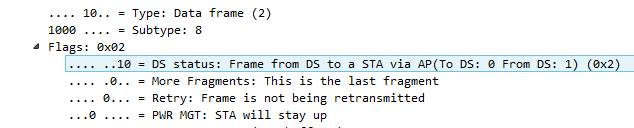 .... 10.. = Type: Data frame (2)
1000 .... = Subtype: 8
Flags: 0x02
.... ..10 = DS status: Frame from DS to a STA via AP(To DS: 0 From DS: 1) (0x2)
.... .0.. = More Fragments: This is the last fragment
.... 0... = Retry: Frame is not being retransmitted
...0 .... = PWR MGT: STA will stay up